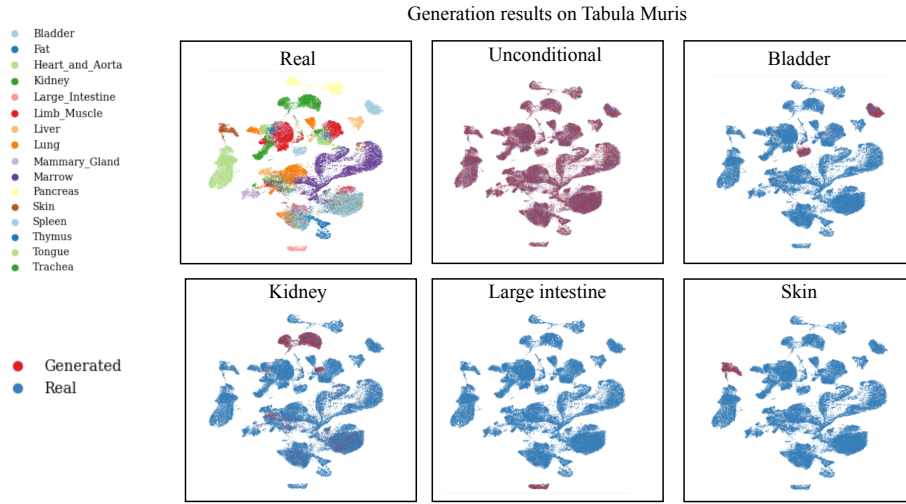 Generation results on Tabula Muris
Bladder
Fat
Heart_and_Aorta
Kidney
Large_Intestine
Limb_Muscle
Liver
Lung
Mammary_Gland
Marrow
Pancreas
Skin
Spleen
Thymus
Tongue
Trachea
Real
Unconditional
Bladder
Kidney
Large intestine
Skin
Generated
Real